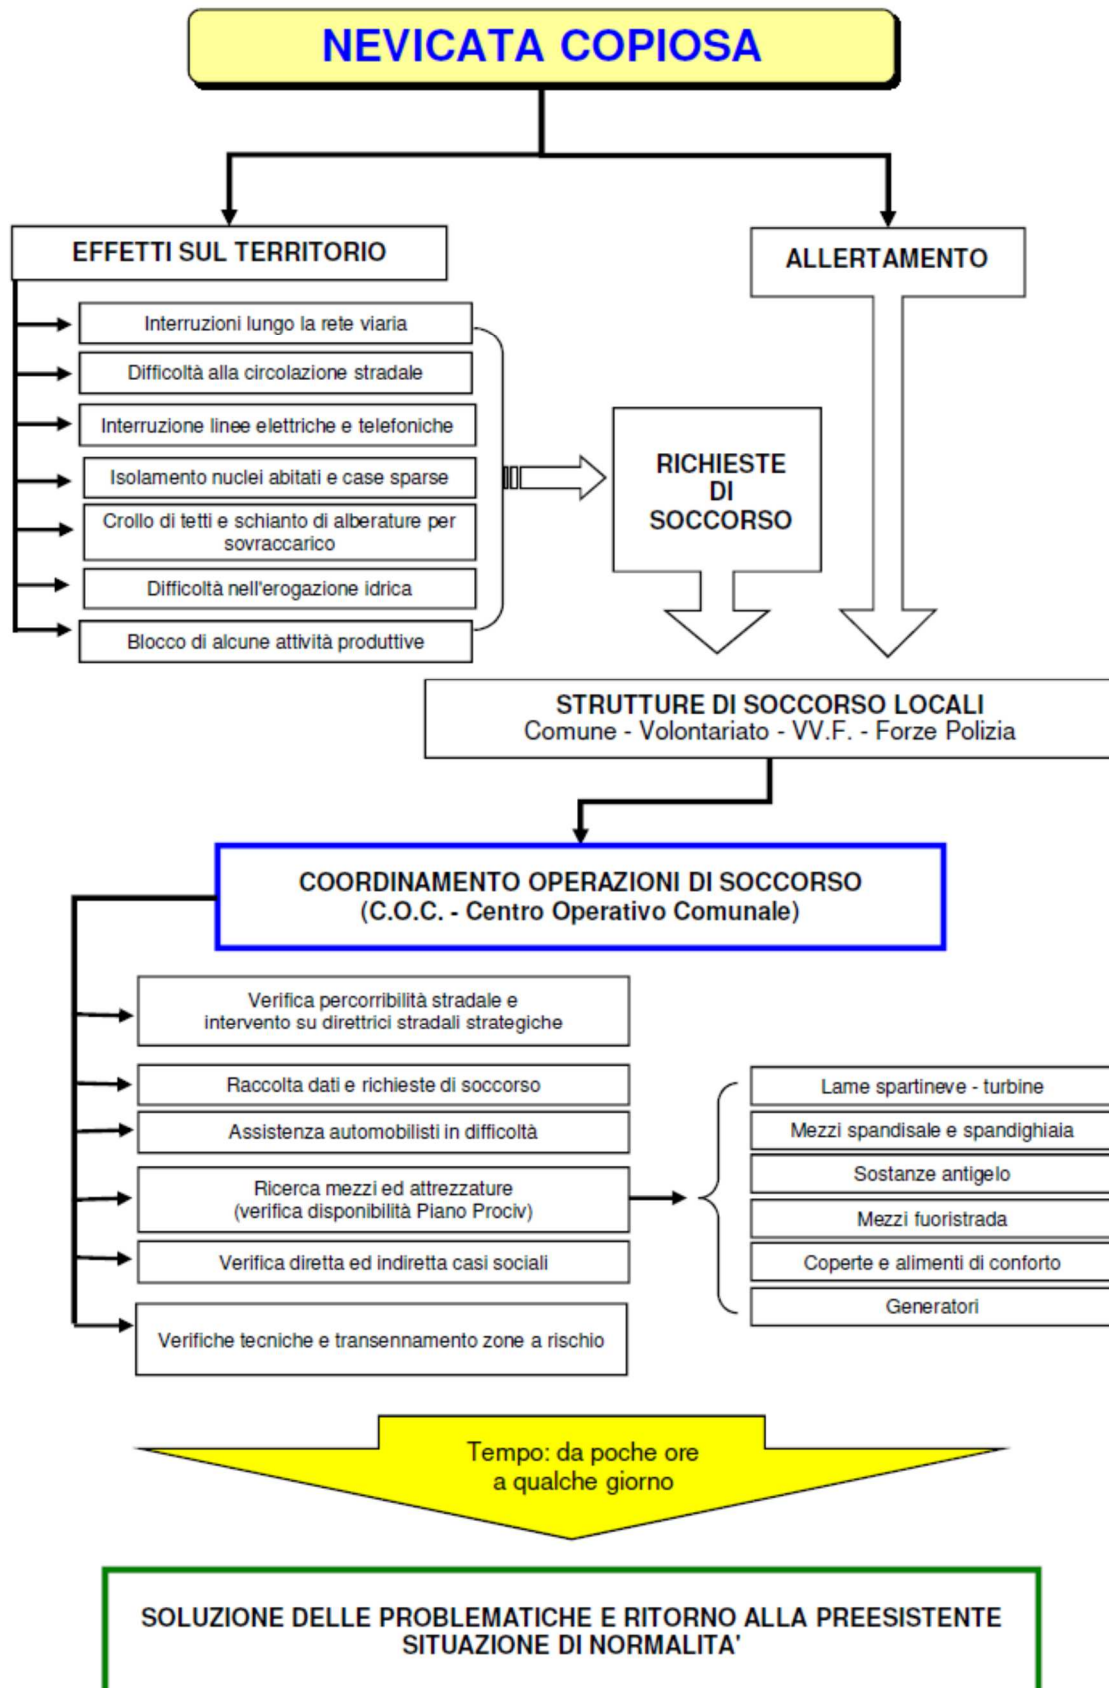 NEVICATA COPIOSA
EFFETTI SUL TERRITORIO
ALLERTAMENTO
Interruzioni lungo la rete viaria
Difficoltà alla circolazione stradale
Interruzione linee elettriche e telefoniche
Isolamento nuclei abitati e case sparse
Crollo di tetti e schianto di alberature per
sovraccarico
Difficoltà nell'erogazione idrica
Blocco di alcune attività produttive
RICHIESTE
DI
SOCCORSO
STRUTTURE DI SOCCORSO LOCALI
Comune - Volontariato - VV.F. - Forze Polizia
COORDINAMENTO OPERAZIONI DI SOCCORSO
(C.O.C. - Centro Operativo Comunale)
Verifica percorribilità stradale e
intervento su direttrici stradali strategiche
Raccolta dati e richieste di soccorso
Assistenza automobilisti in difficoltà
Ricerca mezzi ed attrezzature
(verifica disponibilità Piano Prociv)
Verifica diretta ed indiretta casi sociali
Verifiche tecniche e transennamento zone a rischio
Lame spartineve - turbine
Mezzi spandisale e spandighiaia
Sostanze antigelo
Mezzi fuoristrada
Coperte e alimenti di conforto
Generatori
Tempo: da poche ore
a qualche giorno
SOLUZIONE DELLE PROBLEMATICHE E RITORNO ALLA PREESISTENTE
SITUAZIONE DI NORMALITA'